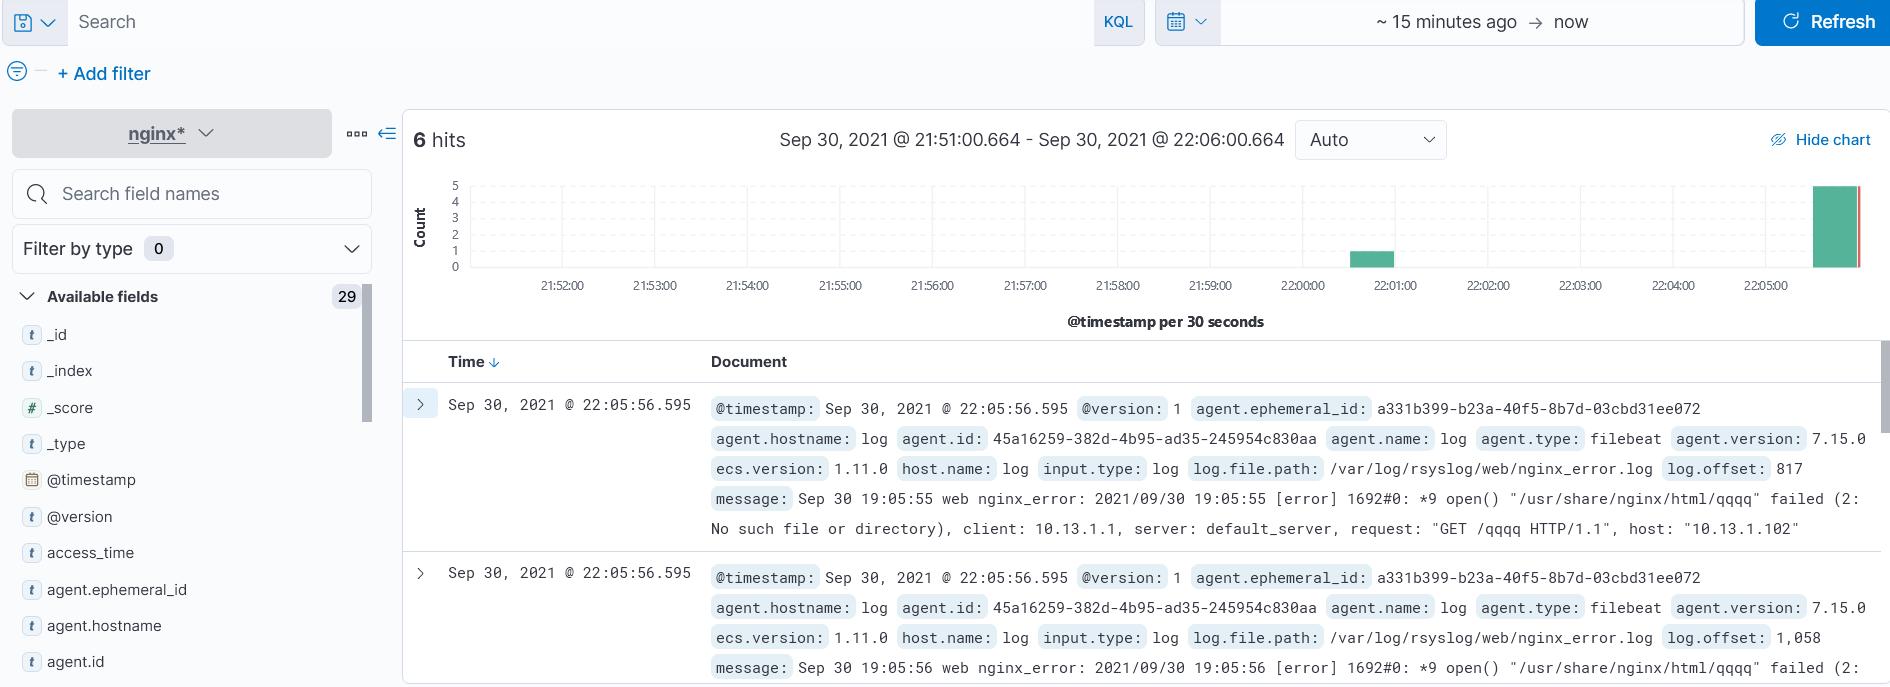 Search
KQL
~ 15 minutes ago → now
Refresh
+ Add filter
nginx*
Search field names
Filter by type 0
Available fields 29
t _id
t _index
# _score
t _type
@timestamp
t @version
t access_time
t agent.ephemeral_id
t agent.hostname
t agent.id
6 hits
Sep 30, 2021 @ 21:51:00.664 - Sep 30, 2021 @ 22:06:00.664
Auto
Hide chart
Count
5
4
3
2
1
0
21:52:00 21:53:00 21:54:00 21:55:00 21:56:00 21:57:00 21:58:00 21:59:00 22:00:00 22:01:00 22:02:00 22:03:00 22:04:00 22:05:00
@timestamp per 30 seconds
Time ↓ Document
Sep 30, 2021 @ 22:05:56.595
@timestamp: Sep 30, 2021 @ 22:05:56.595 @version: 1 agent.ephemeral_id: a331b399-b23a-40f5-8b7d-03cbd31ee072
agent.hostname: log agent.id: 45a16259-382d-4b95-ad35-245954c830aa agent.name: log agent.type: filebeat agent.version: 7.15.0
ecs.version: 1.11.0 host.name: log input.type: log log.file.path: /var/log/rsyslog/web/nginx_error.log log.offset: 817
message: Sep 30 19:05:55 web nginx_error: 2021/09/30 19:05:55 [error] 1692#0: *9 open() "/usr/share/nginx/html/qqqq" failed (2:
No such file or directory), client: 10.13.1.1, server: default_server, request: "GET /qqqq HTTP/1.1", host: "10.13.1.102"
Sep 30, 2021 @ 22:05:56.595
@timestamp: Sep 30, 2021 @ 22:05:56.595 @version: 1 agent.ephemeral_id: a331b399-b23a-40f5-8b7d-03cbd31ee072
agent.hostname: log agent.id: 45a16259-382d-4b95-ad35-245954c830aa agent.name: log agent.type: filebeat agent.version: 7.15.0
ecs.version: 1.11.0 host.name: log input.type: log log.file.path: /var/log/rsyslog/web/nginx_error.log log.offset: 1,058
message: Sep 30 19:05:56 web nginx_error: 2021/09/30 19:05:56 [error] 1692#0: *9 open() "/usr/share/nginx/html/qqqq" failed (2: